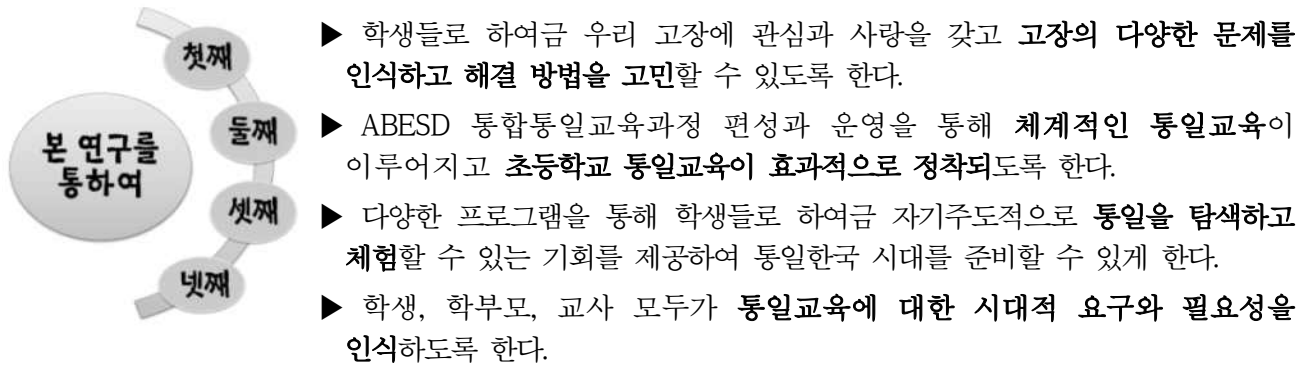 본 연구를
통하여
첫째
▶ 학생들로 하여금 우리 고장에 관심과 사랑을 갖고 고장의 다양한 문제를
인식하고 해결 방법을 고민할 수 있도록 한다.
둘째
▶ ABESD 통합통일교육과정 편성과 운영을 통해 체계적인 통일교육이
이루어지고 초등학교 통일교육이 효과적으로 정착되도록 한다.
셋째
▶ 다양한 프로그램을 통해 학생들로 하여금 자기주도적으로 통일을 탐색하고
체험할 수 있는 기회를 제공하여 통일한국 시대를 준비할 수 있게 한다.
넷째
▶ 학생, 학부모, 교사 모두가 통일교육에 대한 시대적 요구와 필요성을
인식하도록 한다.